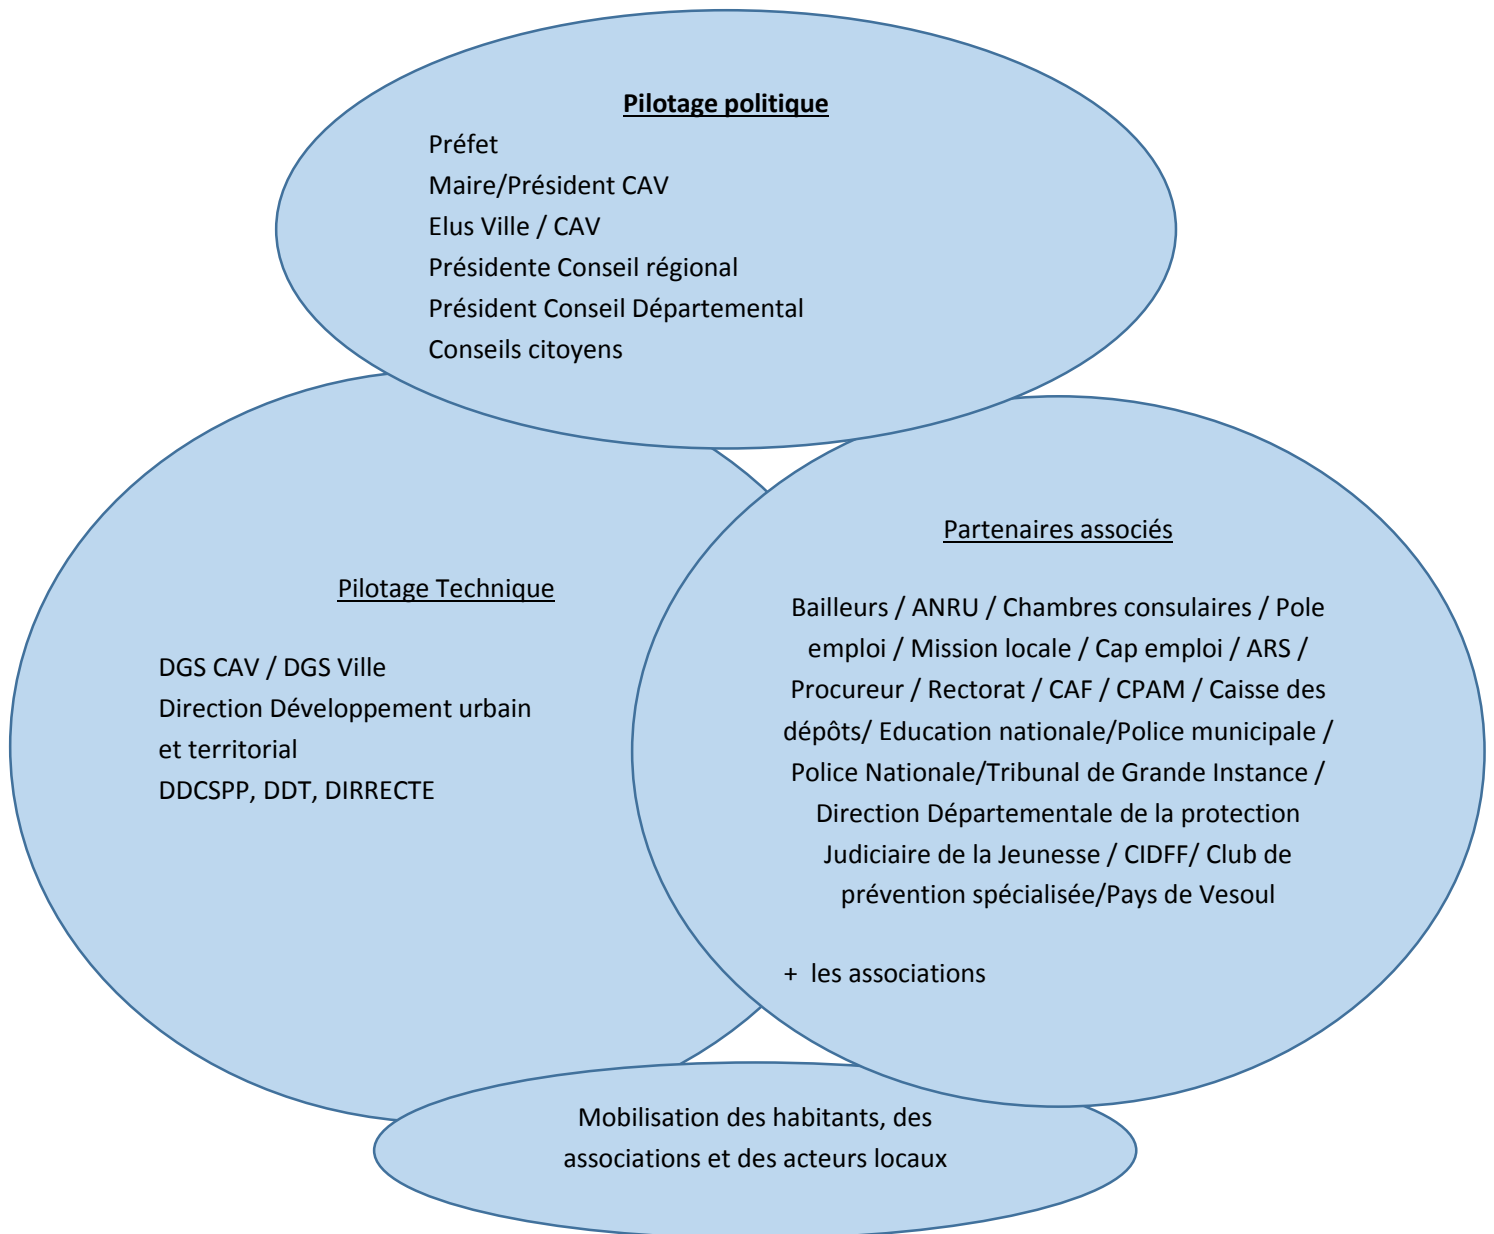 Pilotage politique
Préfet
Maire/Président CAV
Elus Ville / CAV
Présidente Conseil régional
Président Conseil Départemental
Conseils citoyens
Pilotage Technique
DGS CAV / DGS Ville
Direction Développement urbain
et territorial
DDCSPP, DDT, DIRRECTE
Partenaires associés
Bailleurs / ANRU / Chambres consulaires / Pole
emploi / Mission locale / Cap emploi / ARS /
Procureur / Rectorat / CAF / CPAM / Caisse des
dépôts/ Education nationale/Police municipale /
Police Nationale/Tribunal de Grande Instance /
Direction Départementale de la protection
Judiciaire de la Jeunesse / CIDFF/ Club de
prévention spécialisée/Pays de Vesoul
+ les associations
Mobilisation des habitants, des
associations et des acteurs locaux